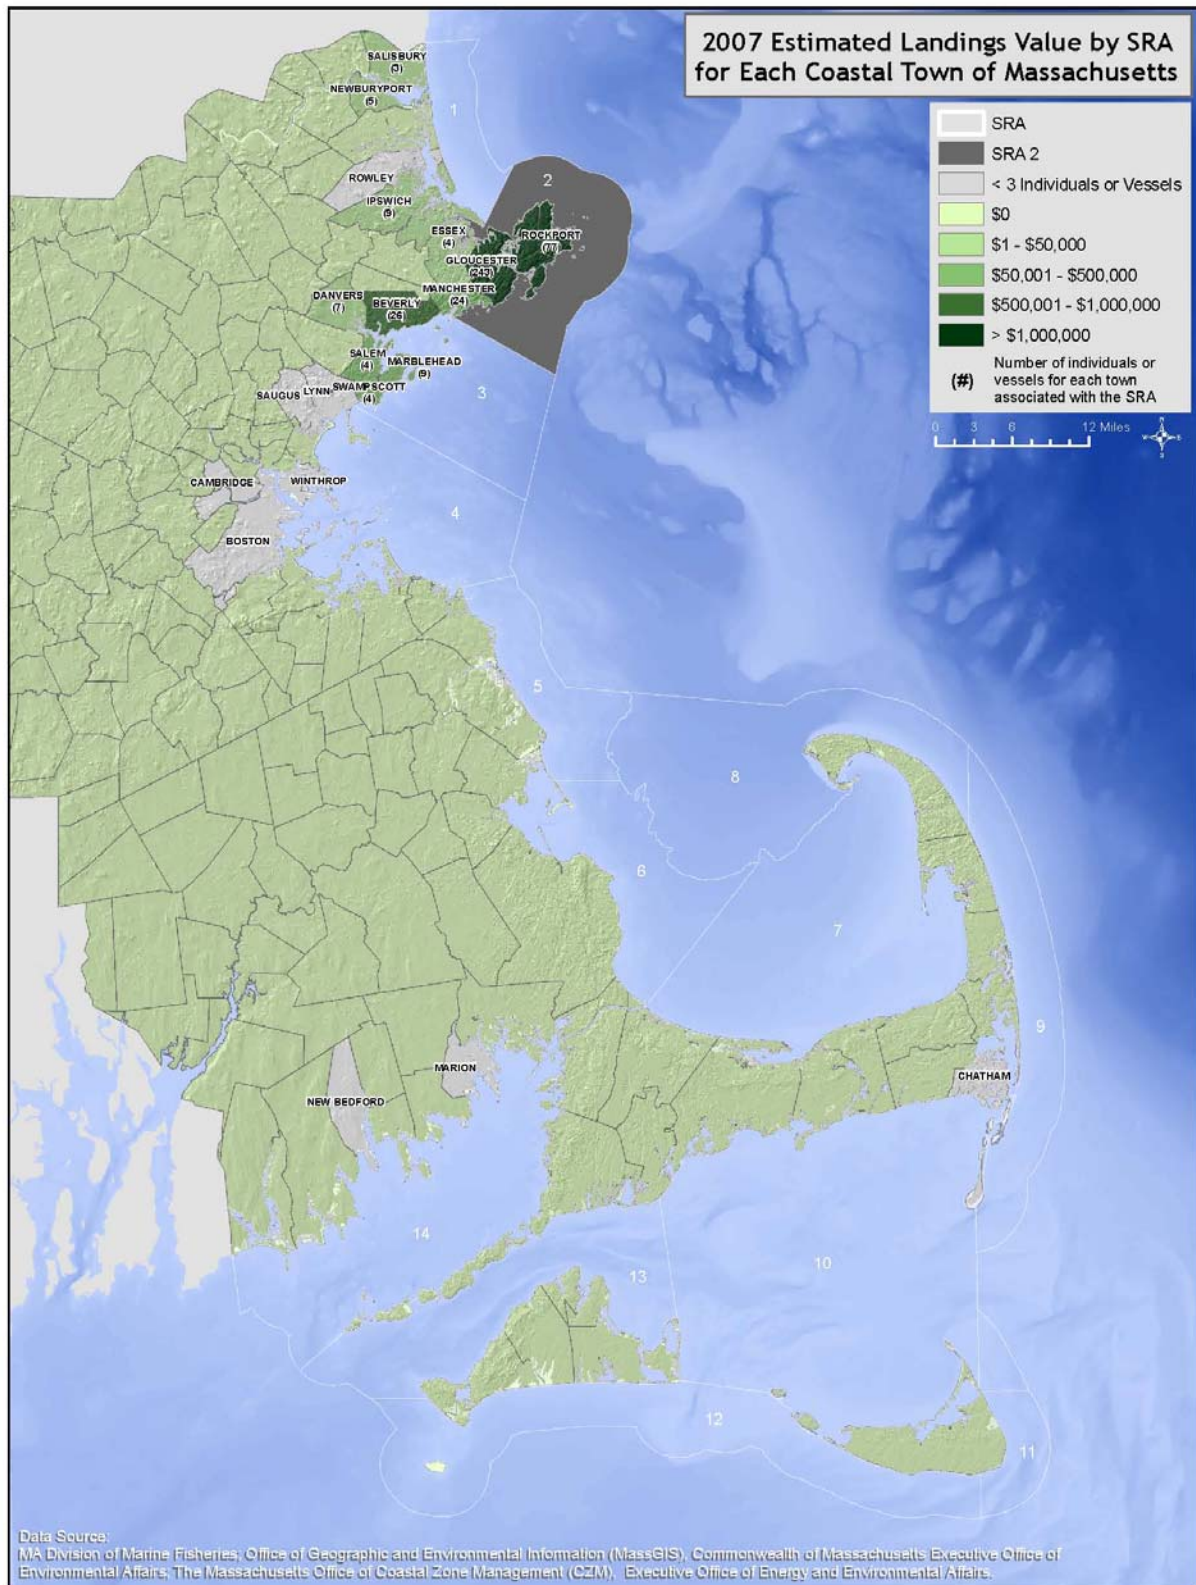 2007 Estimated Landings Value by SRA
for Each Coastal Town of Massachusetts
SRA
SRA 2
< 3 Individuals or Vessels
$0
$1 - $50,000
$50,001 - $500,000
$500,001 - $1,000,000
> $1,000,000
(#)
Number of individuals or
vessels for each town
associated with the SRA
0 3 6 12 Miles
N
W E
S
SALISBURY
(3)
NEWBURYPORT
(5)
1
ROWLEY
2
IPSWICH
(9)
ESSEX
(4)
ROCKPORT
(77)
GLOUCESTER
(243)
MANCHESTER
(24)
DANVERS
(7)
BEVERLY
(26)
SALEM
(4)
MARBLEHEAD
(9)
3
SAUGUS
LYNN
SWAMPSCOTT
(4)
CAMBRIDGE
WINTHROP
4
BOSTON
5
8
6
7
9
MARION
CHATHAM
NEW BEDFORD
14
13
10
12
11
Data Source:
MA Division of Marine Fisheries, Office of Geographic and Environmental Information (MassGIS), Commonwealth of Massachusetts Executive Office of
Environmental Affairs, The Massachusetts Office of Coastal Zone Management (CZM), Executive Office of Energy and Environmental Affairs.